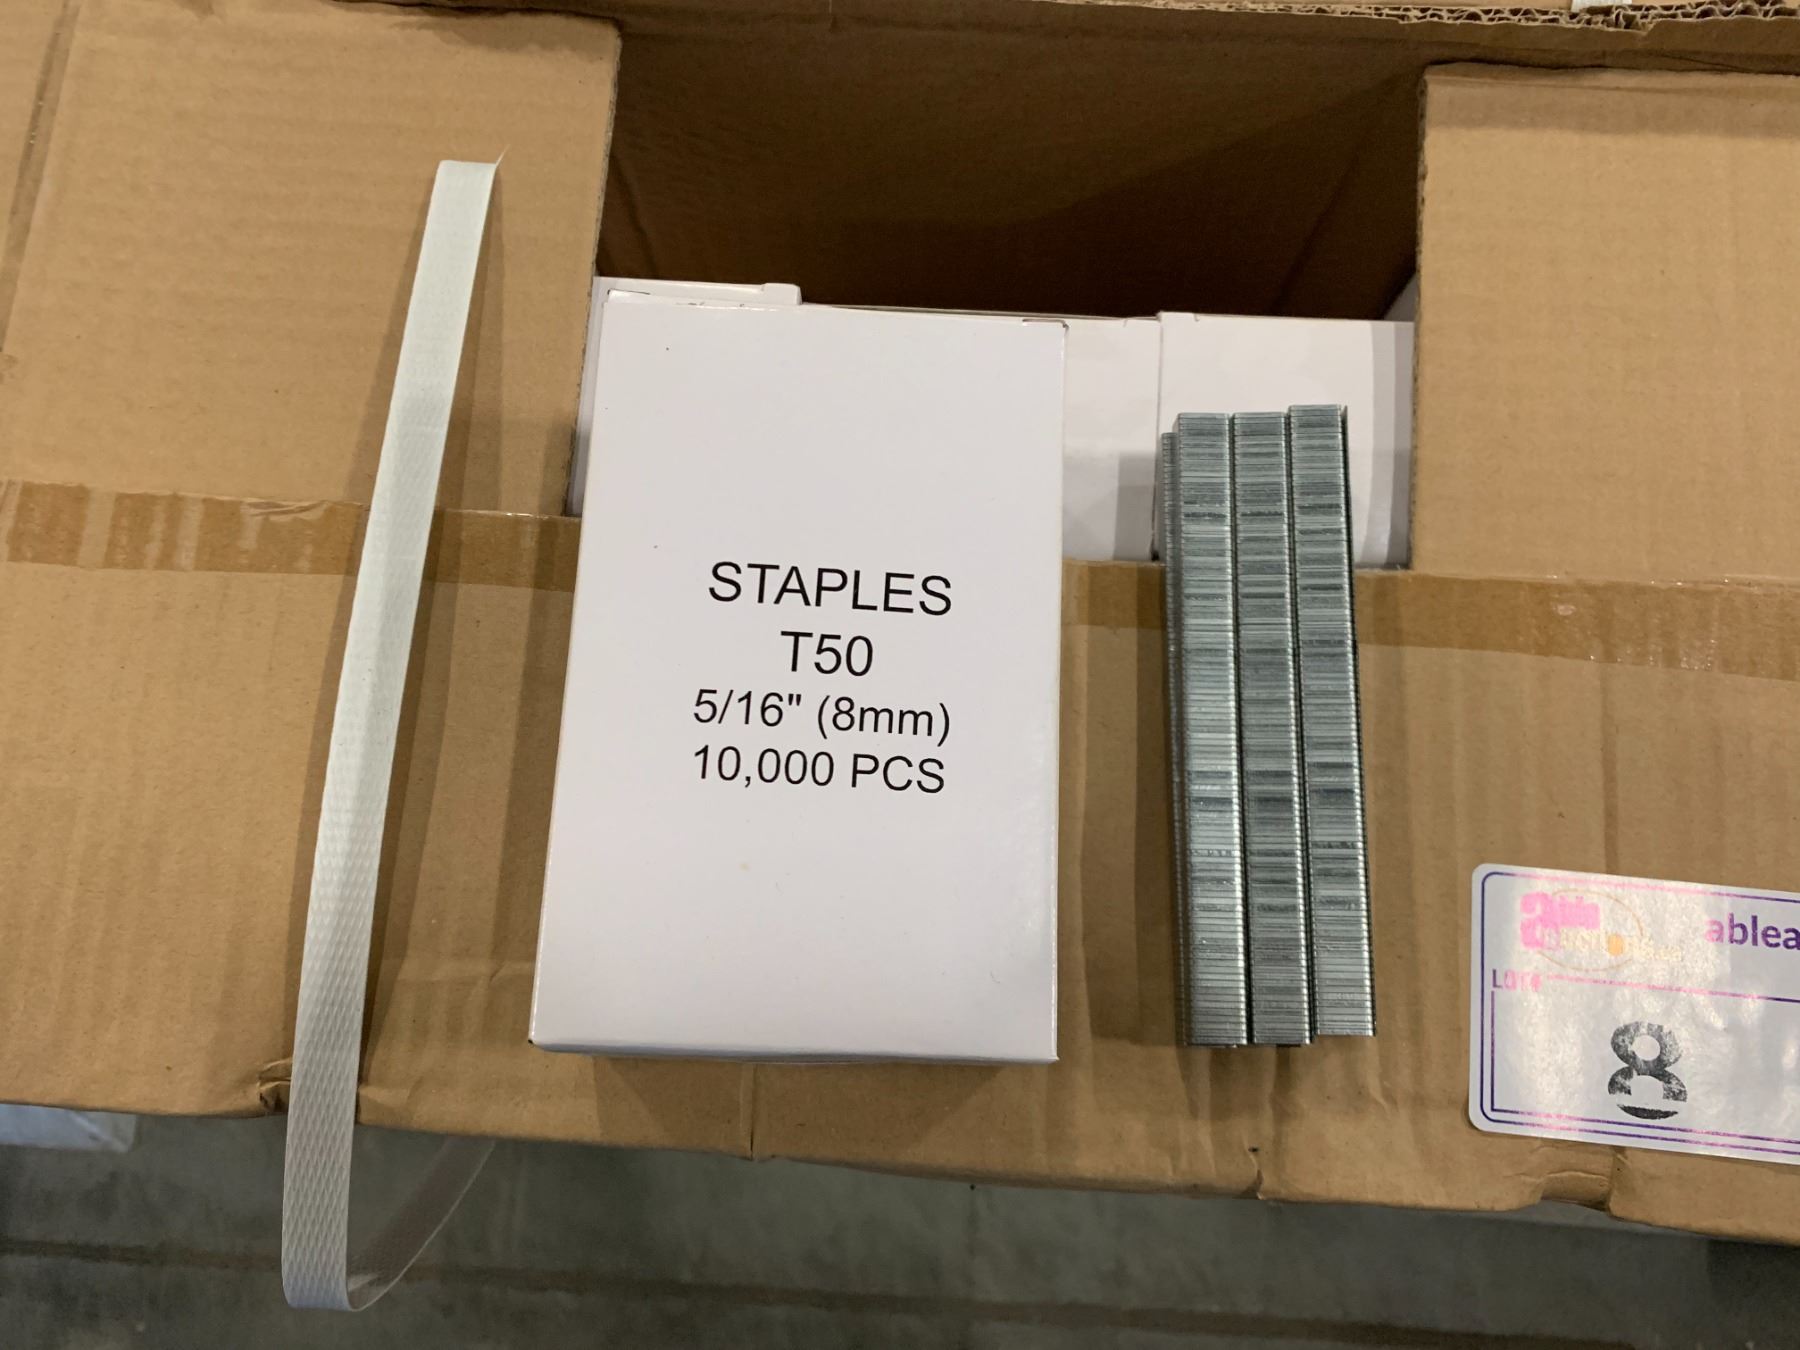 STAPLES
T50
5/16" (8mm)
10,000 PCS
ablea
LOT#
8